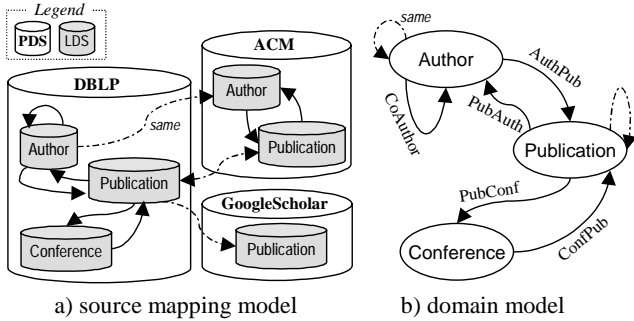 Legend
PDS LDS
DBLP
Author
Publication
Conference
same
ACM
Author
Publication
GoogleScholar
Publication
a) source mapping model
same
Author
AuthPub
CoAuthor
PubAuth
Publication
PubConf
ConfPub
Conference
b) domain model